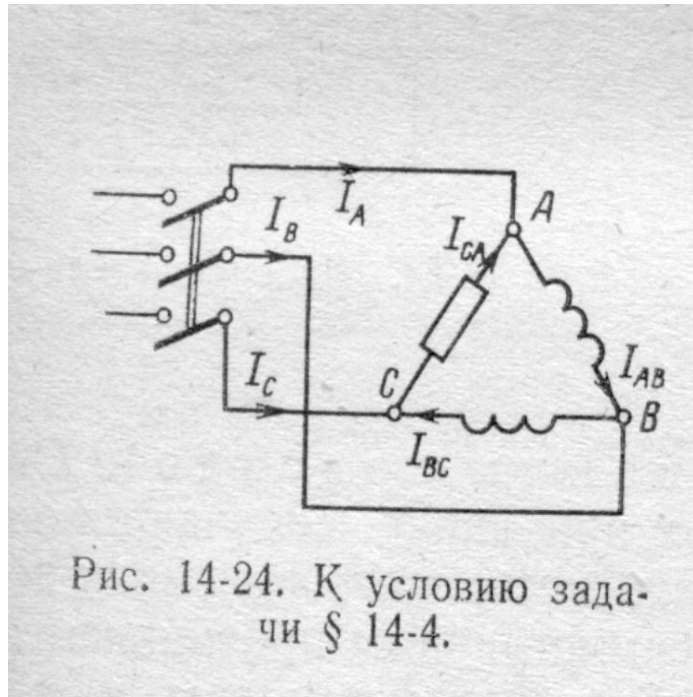 I_A
I_B
A
I_CA
I_C
C
I_AB
B
I_BC
Рис. 14-24. К условию зада-
чи § 14-4.